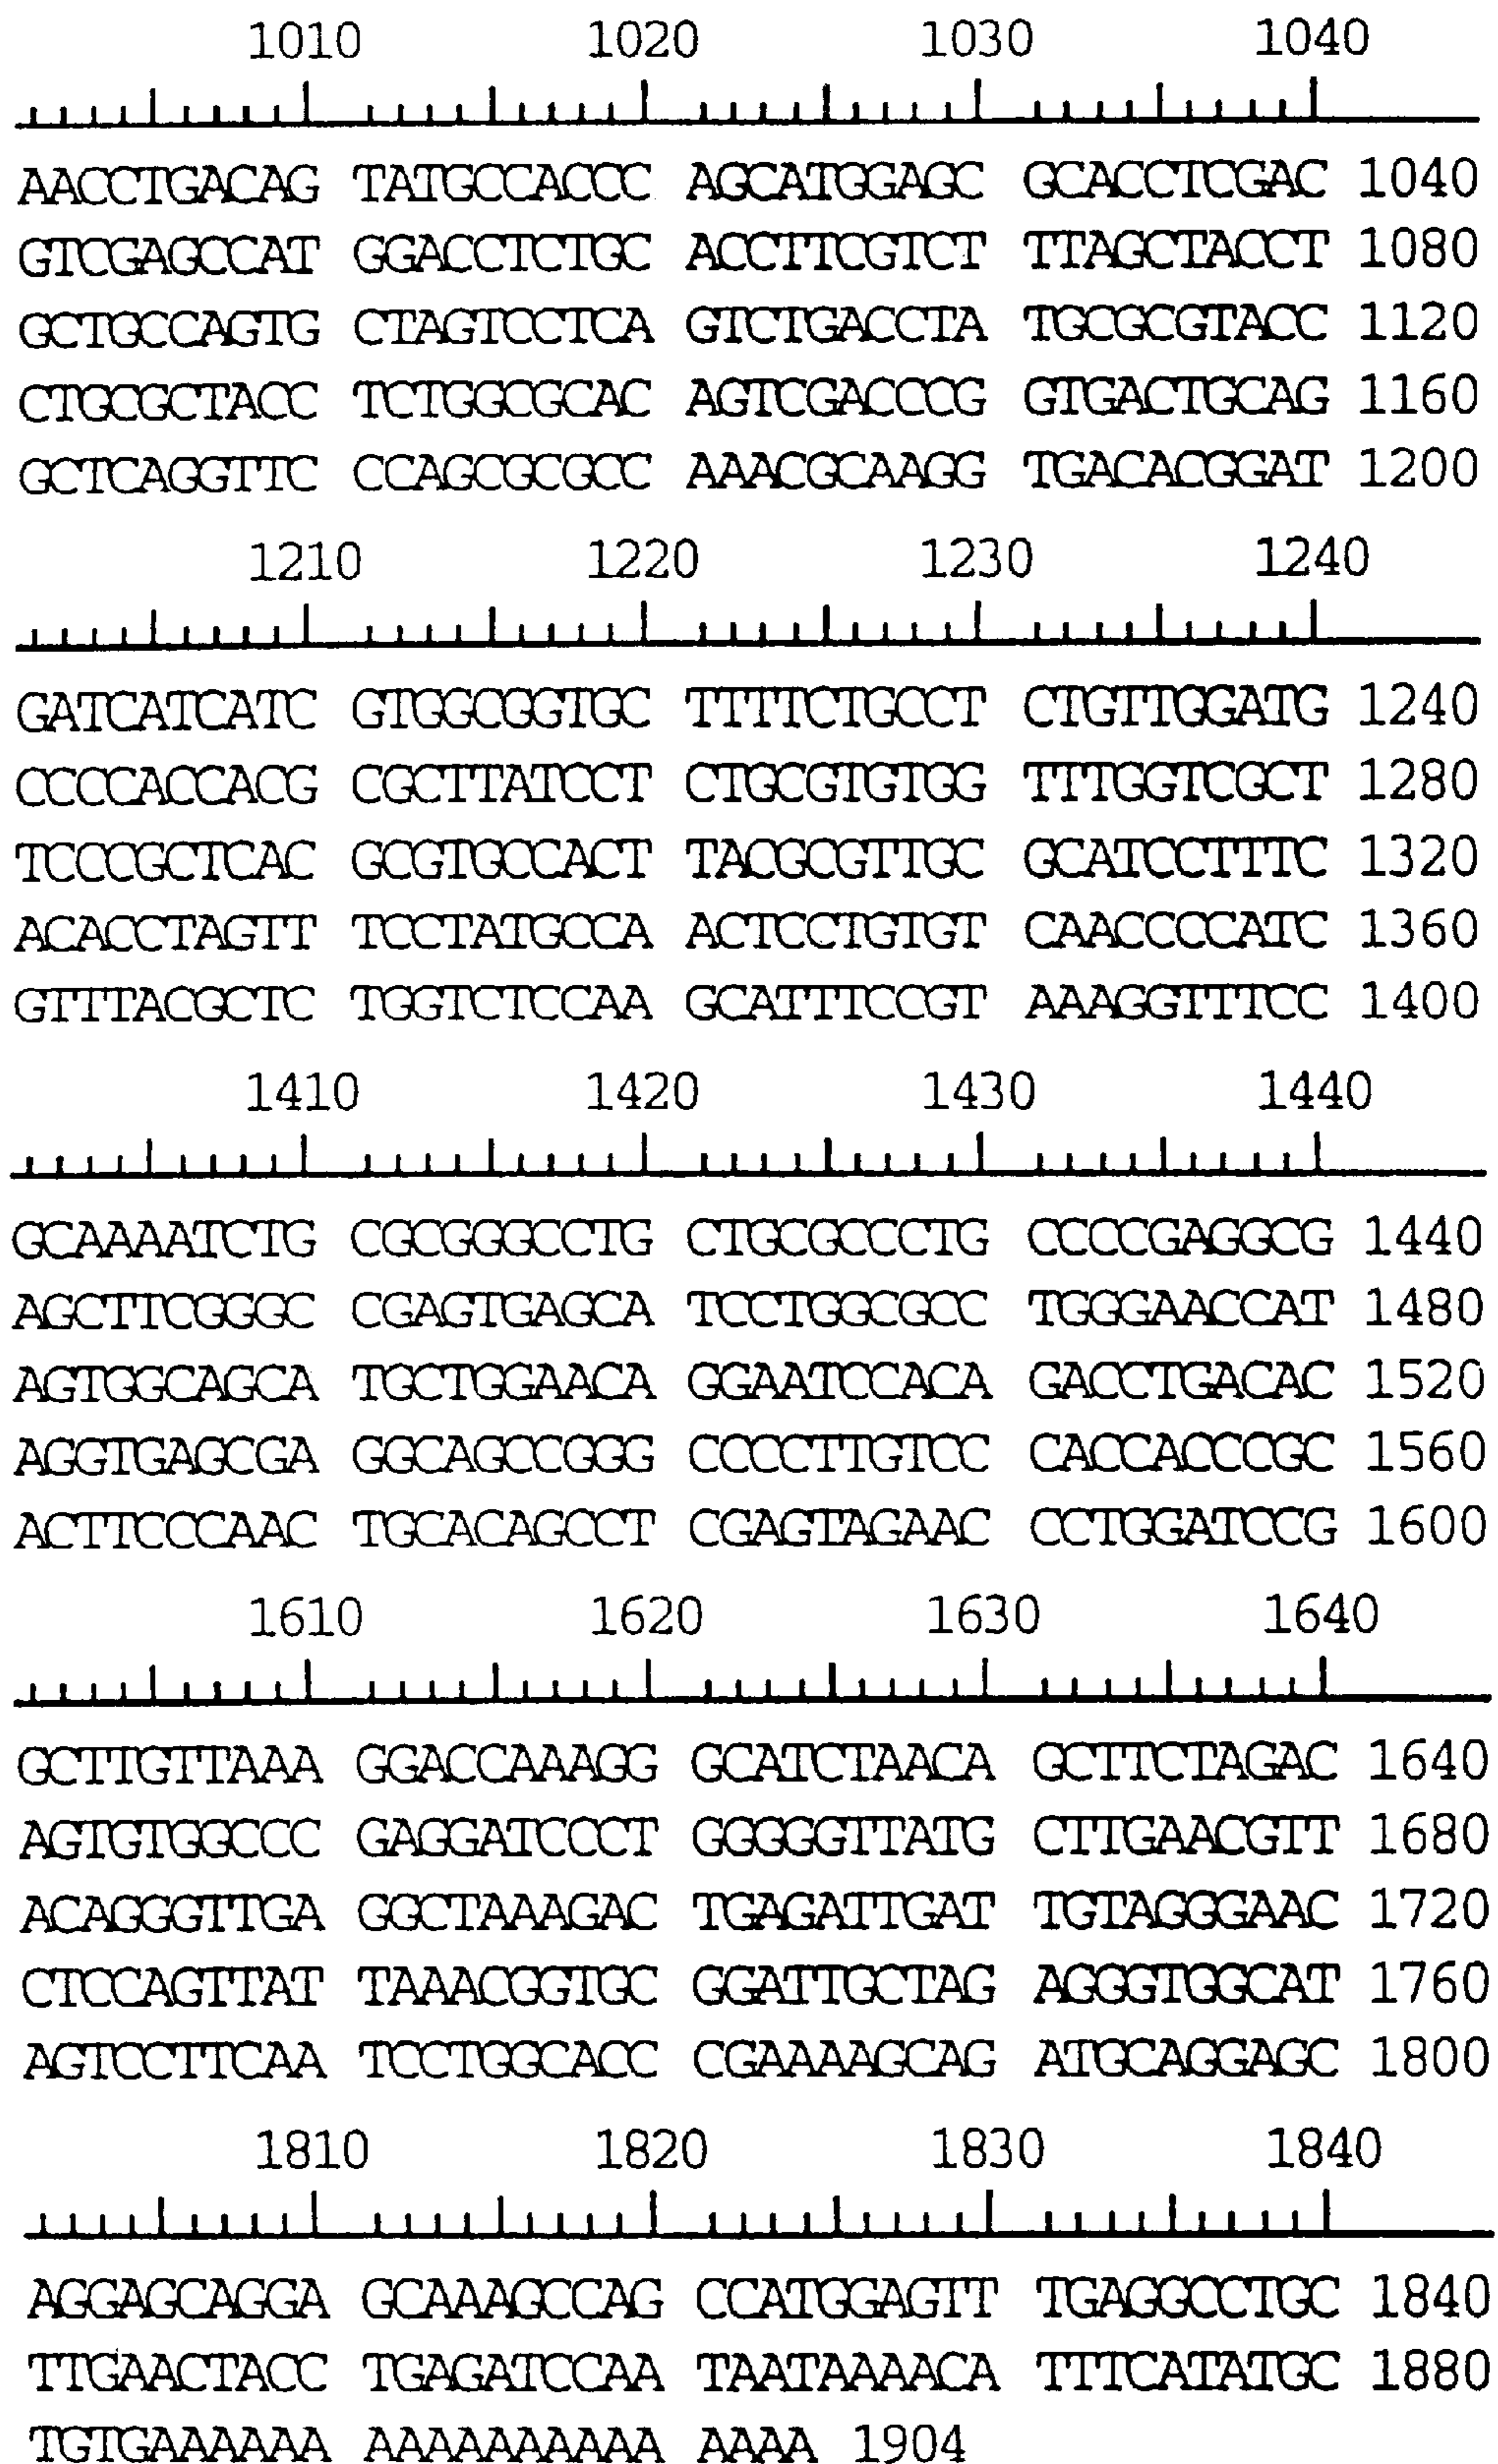 1010 1020 1030 1040
AACCTGACAG TATGCCACCC AGCATGGAGC GCACCTCGAC 1040
GTCGAGCCAT GGACCTCTGC ACCTTCGTCT TTAGCTACCT 1080
GCTGCCAGTG CTAGTCCTCA GTCTGACCTA TGCGCGTACC 1120
CTGCGCTACC TCTGGCGCAC AGTCGACCCG GTGACTGCAG 1160
GCTCAGGTTC CCAGCGCGCC AAACGCAAGG TGACACGGAT 1200
1210 1220 1230 1240
GATCATCATC GTGGCGGTGC TTTTCTGCCT CTGTTGGATG 1240
CCCCACCACG CGCTTATCCT CTGCGTGTGG TTTGGTCGCT 1280
TCCCGCTCAC GCGTGCCACT TACGCGTTGC GCATCCTTTC 1320
ACACCTAGTT TCCTATGCCA ACTCCTGTGT CAACCCCATC 1360
GTTTACGCTC TGGTCTCCAA GCATTTCCGT AAAGGTTTCC 1400
1410 1420 1430 1440
GCAAAATCTG CGCGGGCCTG CTGCGCCCTG CCCCGAGGCG 1440
AGCTTCGGGC CGAGTGAGCA TCCTGGCGCC TGGGAACCAT 1480
AGTGGCAGCA TGCTGGAACA GGAATCCACA GACCTGACAC 1520
AGGTGAGCGA GGCAGCCGGG CCCCTTGTCC CACCACCCGC 1560
ACTTCCCAAC TGCACAGCCT CGAGTAGAAC CCTGGATCCG 1600
1610 1620 1630 1640
GCTTGTTAAA GGACCAAAGG GCATCTAACA GCTTCTAGAC 1640
AGTGTGGCCC GAGGATCCCT GGGGGTTATG CTTGAACGTT 1680
ACAGGGTTGA GGCTAAAGAC TGAGATTGAT TGTAGGGAAC 1720
CTCCAGTTAT TAAACGGTGC GGATTGCTAG AGGGTGGCAT 1760
AGTCCTTCAA TCCTGGCACC CGAAAAGCAG ATGCAGGAGC 1800
1810 1820 1830 1840
AGGAGCAGGA GCAAAGCCAG CCATGGAGTT TGAGGCCTGC 1840
TTGAACTACC TGAGATCCAA TAATAAAACA TTTCATATGC 1880
TGTGAAAAAA AAAAAAAAAA AAAA 1904